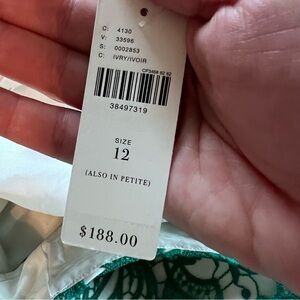 C: 4130
V: 33596
S: 0002853
C: IVRY/IVOIR
38497319
SIZE
12
(ALSO IN PETITE)
$188.00